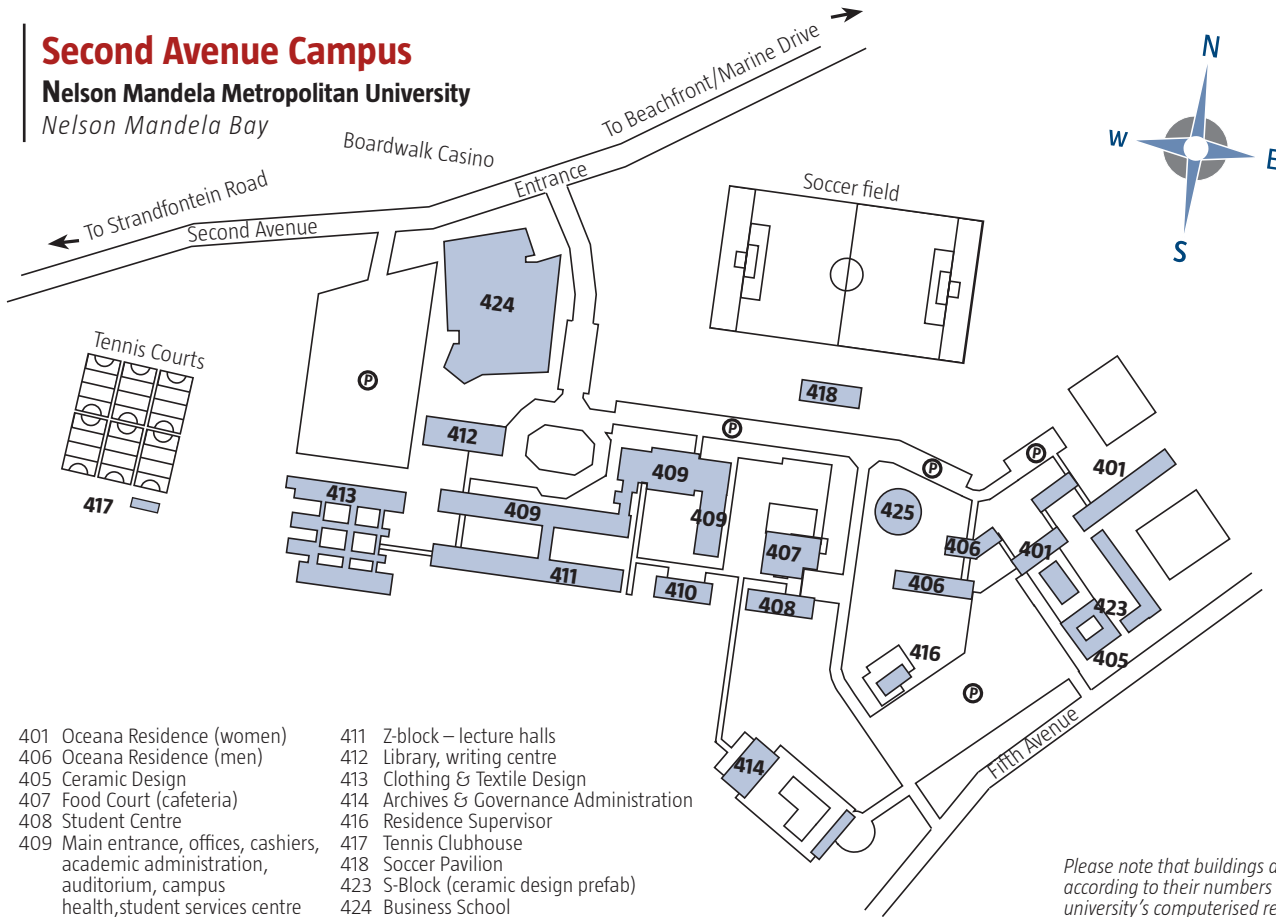 Second Avenue Campus
Nelson Mandela Metropolitan University
Nelson Mandela Bay
To Beachfront/Marine Drive
Boardwalk Casino
Entrance
To Strandfontein Road
Second Avenue
Soccer field
N
W
E
S
Tennis Courts
424
P
418
412
P
409
P
P
401
413
417
409
409
425
406
401
407
411
410
408
406
423
416
405
P
414
Fifth Avenue
401 Oceana Residence (women)
406 Oceana Residence (men)
405 Ceramic Design
407 Food Court (cafeteria)
408 Student Centre
409 Main entrance, offices, cashiers,
academic administration,
auditorium, campus
health,student services centre
411 Z-block – lecture halls
412 Library, writing centre
413 Clothing & Textile Design
414 Archives & Governance Administration
416 Residence Supervisor
417 Tennis Clubhouse
418 Soccer Pavilion
423 S-Block (ceramic design prefab)
424 Business School
Please note that buildings
according to their numbers
university's computerised